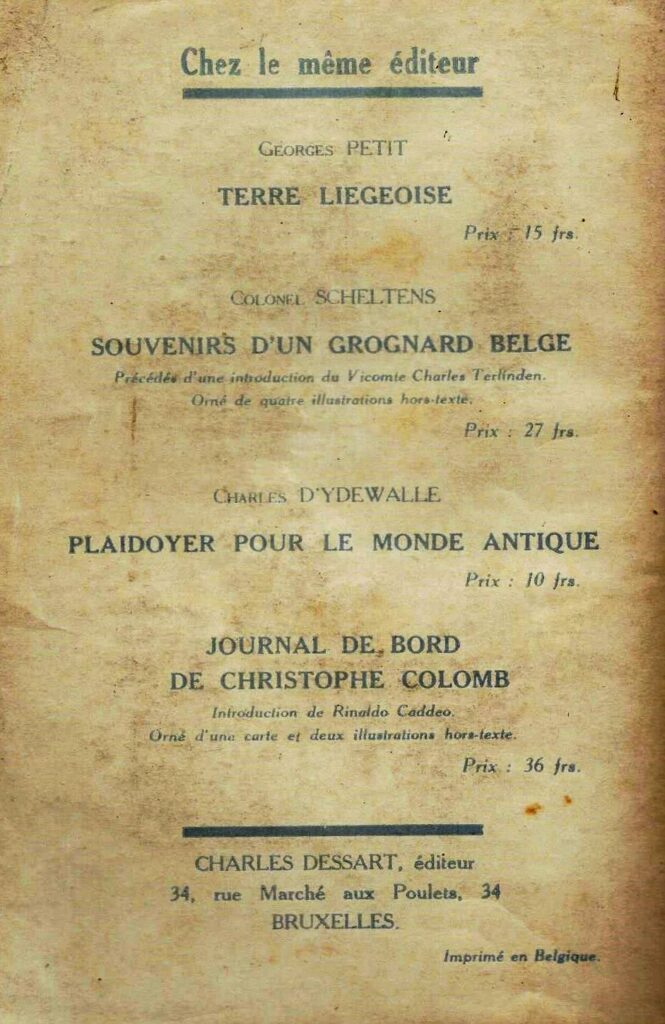 Chez le même éditeur
Georges PETIT
TERRE LIEGEOISE
Prix : 15 frs.
Colonel SCHELTENS
SOUVENIRS D'UN GROGNARD BELGE
Précédés d'une introduction du Vicomte Charles Terlinden.
Orné de quatre illustrations hors-texte.
Prix : 27 frs.
Charles D'YDEWALLE
PLAIDOYER POUR LE MONDE ANTIQUE
Prix : 10 frs.
JOURNAL DE BORD
DE CHRISTOPHE COLOMB
Introduction de Rinaldo Caddeo.
Orné d'une carte et deux illustrations hors-texte.
Prix : 36 frs.
CHARLES DESSART, éditeur
34, rue Marché aux Poulets, 34
BRUXELLES.
Imprimé en Belgique.